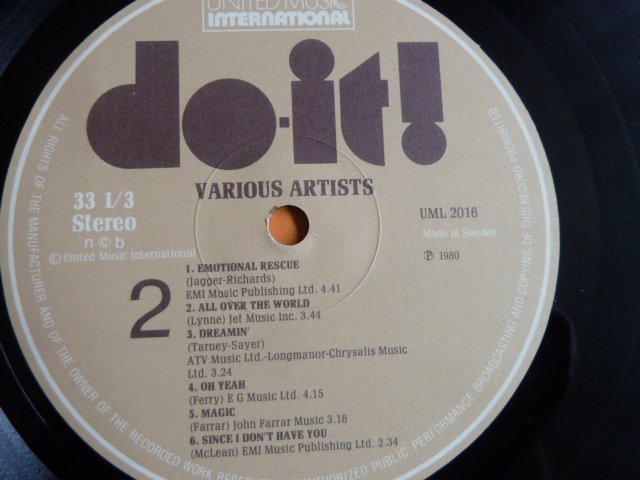 UNITED MUSIC
INTERNATIONAL
do-it!
VARIOUS ARTISTS
33 1/3
Stereo
n©b
© United Music International
UML 2016
Made in Sweden
℗ 1980
2
1. EMOTIONAL RESCUE
(Jagger-Richards)
EMI Music Publishing Ltd. 4.41
2. ALL OVER THE WORLD
(Lynne) Jet Music Inc. 3.44
3. DREAMIN'
(Tarney-Sayer)
ATV Music Ltd.-Longmanor-Chrysalis Music
Ltd. 3.24
4. OH YEAH
(Ferry) E G Music Ltd. 4.15
5. MAGIC
(Farrar) John Farrar Music 3.18
6. SINCE I DON'T HAVE YOU
(McLean) EMI Music Publishing Ltd. 2.34
ALL RIGHTS OF THE MANUFACTURER AND OF THE OWNER OF THE RECORDED WORK RESERVED UNAUTHORIZED PUBLIC PERFORMANCE BROADCASTING AND COPYING OF THIS RECORD PROHIBITED